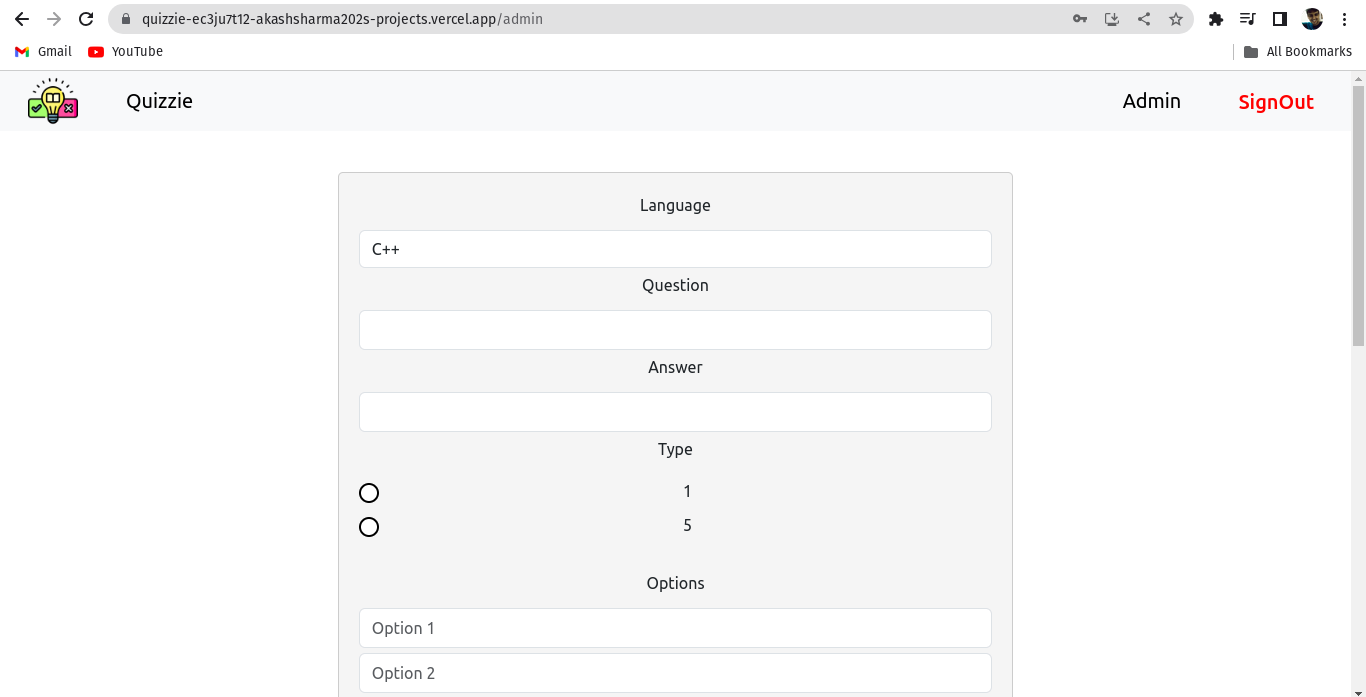 quizzie-ec3ju7t12-akashsharma202s-projects.vercel.app/admin
Gmail YouTube All Bookmarks
Quizzie Admin SignOut
Language
C++
Question
Answer
Type
1
5
Options
Option 1
Option 2